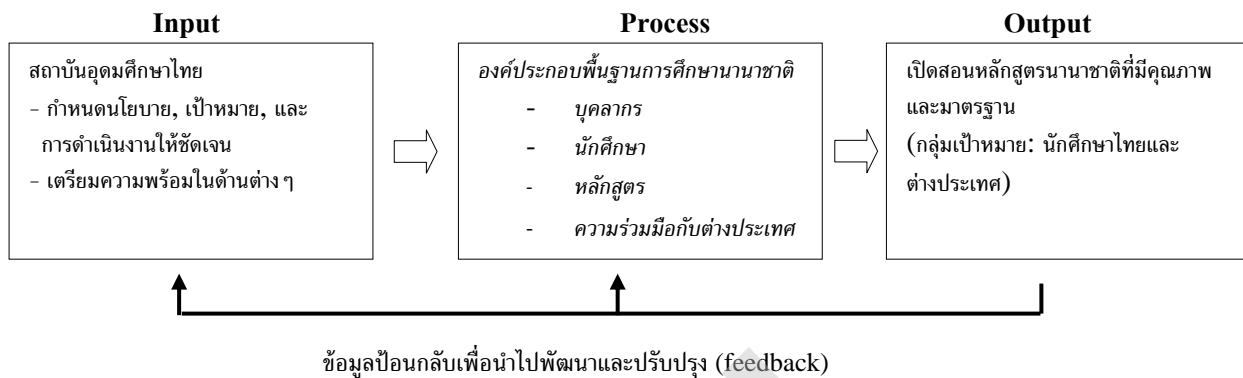 Input
สถาบันอุดมศึกษาไทย
- กำหนดนโยบาย, เป้าหมาย, และ
การดำเนินงานให้ชัดเจน
- เตรียมความพร้อมในด้านต่างๆ
Process
องค์ประกอบพื้นฐานการศึกษานานาชาติ
- บุคลากร
- นักศึกษา
- หลักสูตร
- ความร่วมมือกับต่างประเทศ
Output
เปิดสอนหลักสูตรนานาชาติที่มีคุณภาพ
และมาตรฐาน
(กลุ่มเป้าหมาย: นักศึกษาไทยและ
ต่างประเทศ)
ข้อมูลป้อนกลับเพื่อนำไปพัฒนาและปรับปรุง (feedback)